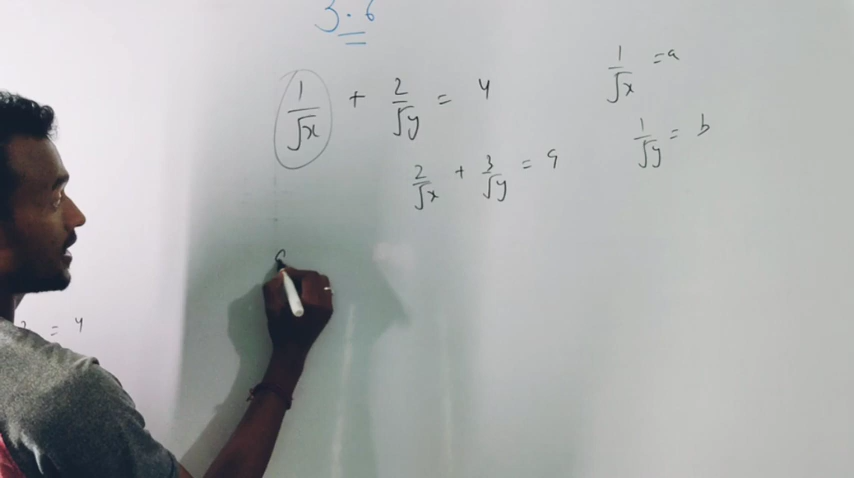 3.6
1/√x + 2/√y = 4
1/√x = a
1/√y = b
2/√x + 3/√y = 9
= 4